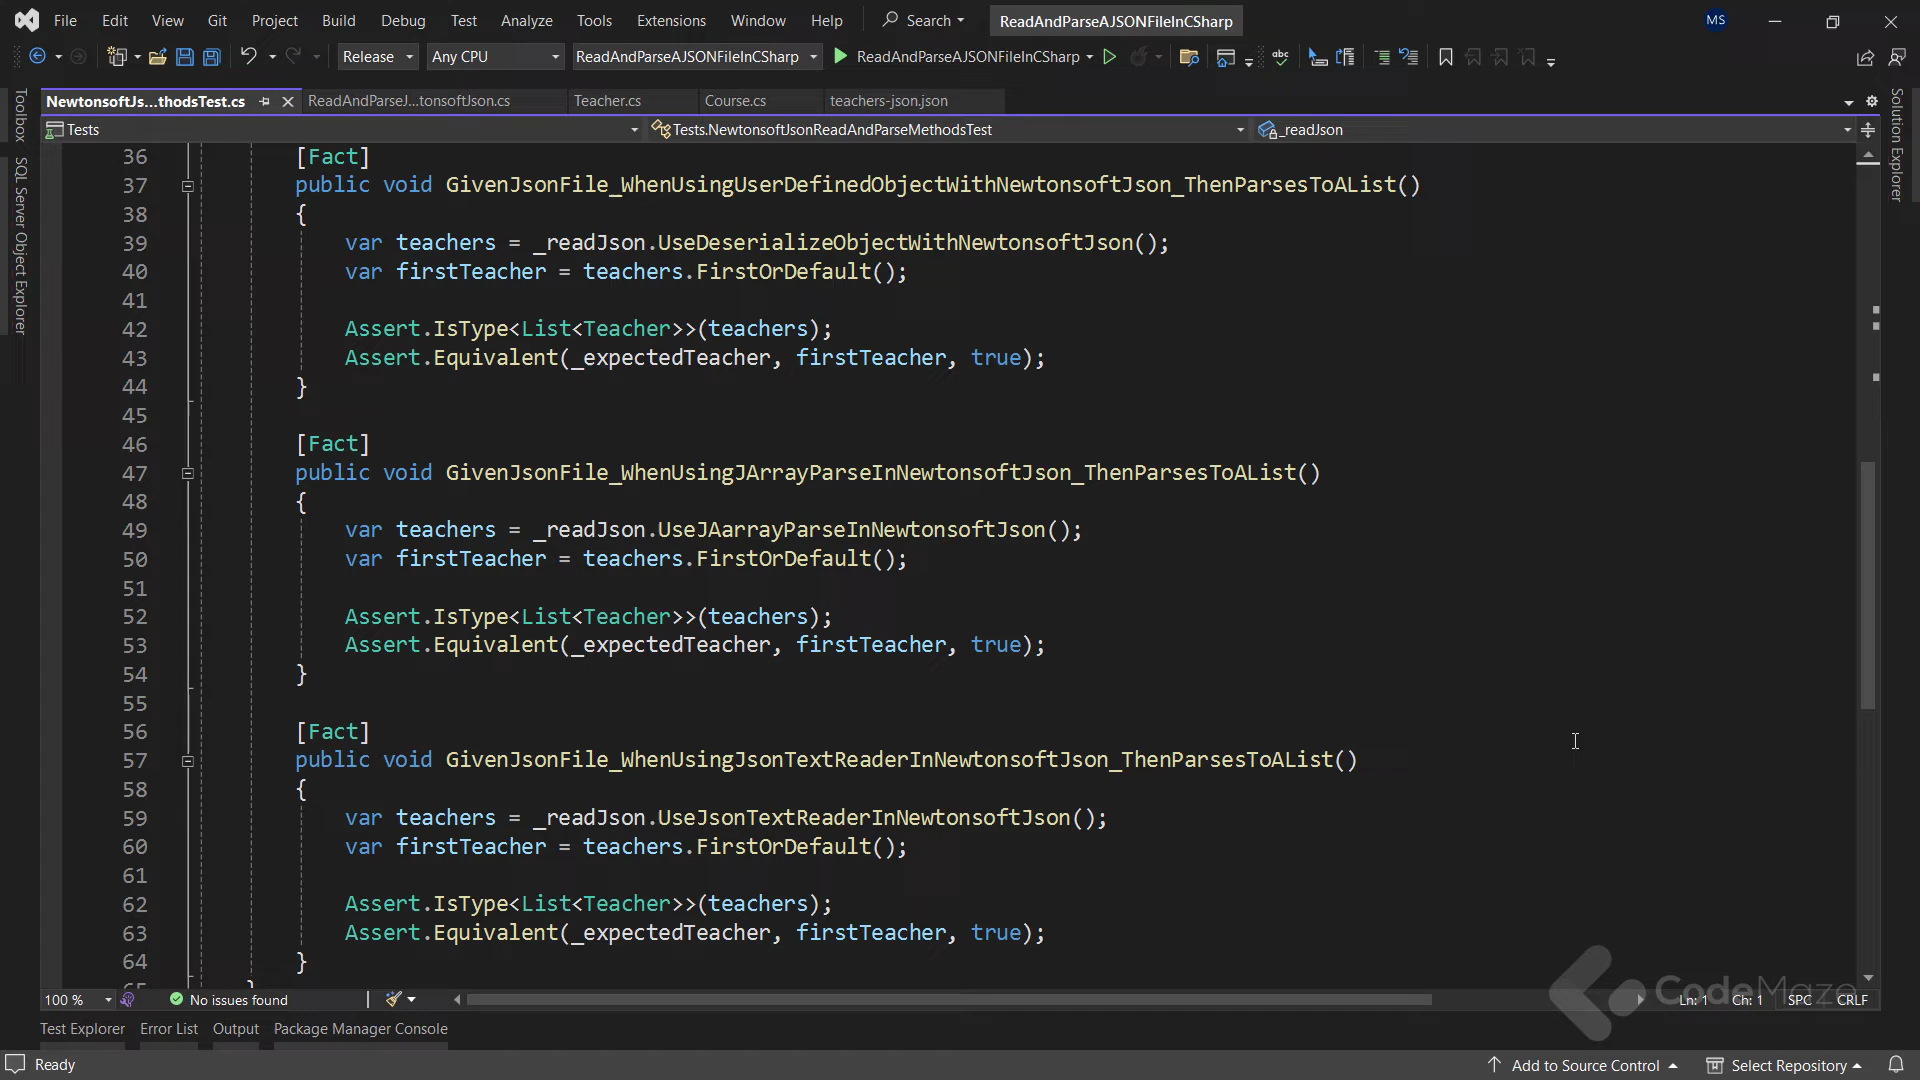 File Edit View Git Project Build Debug Test Analyze Tools Extensions Window Help Search ReadAndParseAJSONFileInCSharp MS
Release Any CPU ReadAndParseAJSONFileInCSharp ReadAndParseAJSONFileInCSharp
NewtonsoftJs...thodsTest.cs ReadAndParseJ...tonsoftJson.cs Teacher.cs Course.cs teachers-json.json
Tests Tests.NewtonsoftJsonReadAndParseMethodsTest _readJson
Toolbox
SQL Server Object Explorer
Solution Explorer
36 [Fact]
37 public void GivenJsonFile_WhenUsingUserDefinedObjectWithNewtonsoftJson_ThenParsesToAList()
38 {
39 var teachers = _readJson.UseDeserializeObjectWithNewtonsoftJson();
40 var firstTeacher = teachers.FirstOrDefault();
41
42 Assert.IsType<List<Teacher>>(teachers);
43 Assert.Equivalent(_expectedTeacher, firstTeacher, true);
44 }
45
46 [Fact]
47 public void GivenJsonFile_WhenUsingJArrayParseInNewtonsoftJson_ThenParsesToAList()
48 {
49 var teachers = _readJson.UseJAarrayParseInNewtonsoftJson();
50 var firstTeacher = teachers.FirstOrDefault();
51
52 Assert.IsType<List<Teacher>>(teachers);
53 Assert.Equivalent(_expectedTeacher, firstTeacher, true);
54 }
55
56 [Fact]
57 public void GivenJsonFile_WhenUsingJsonTextReaderInNewtonsoftJson_ThenParsesToAList()
58 {
59 var teachers = _readJson.UseJsonTextReaderInNewtonsoftJson();
60 var firstTeacher = teachers.FirstOrDefault();
61
62 Assert.IsType<List<Teacher>>(teachers);
63 Assert.Equivalent(_expectedTeacher, firstTeacher, true);
64 }
65 }
CodeMaze
100 % No issues found Ln: 1 Ch: 1 SPC CRLF
Test Explorer Error List Output Package Manager Console
Ready Add to Source Control Select Repository